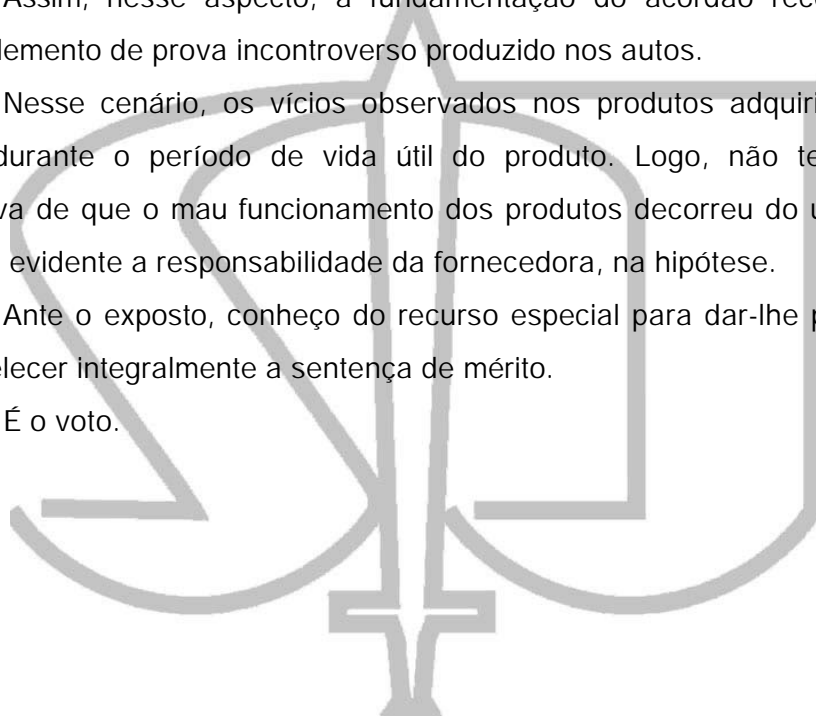 Assim, nesse aspecto, a fundamentação do acórdão reco
lemento de prova incontroverso produzido nos autos.
Nesse cenário, os vícios observados nos produtos adquiri
durante o período de vida útil do produto. Logo, não te
va de que o mau funcionamento dos produtos decorreu do u
evidente a responsabilidade da fornecedora, na hipótese.
Ante o exposto, conheço do recurso especial para dar-lhe p
elecer integralmente a sentença de mérito.
É o voto.